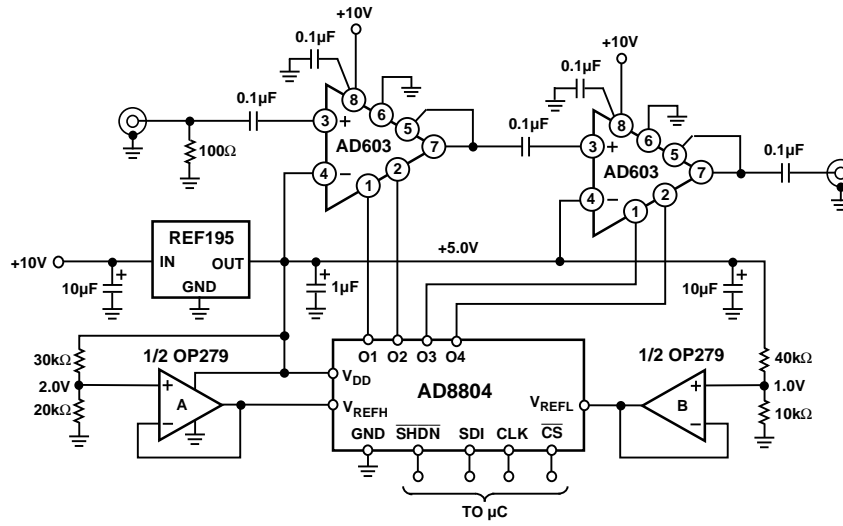 +10V
0.1µF
8
6
5
3
+
7
AD603
4
−
2
1
0.1µF
100Ω
+10V
0.1µF
8
6
5
3
+
7
AD603
4
−
2
1
0.1µF
0.1µF
REF195
+10V
IN
OUT
GND
10µF
+
+
1µF
+5.0V
+
10µF
30kΩ
2.0V
20kΩ
1/2 OP279
+
A
−
O1 O2 O3 O4
AD8804
VDD
VREFH
VREFL
GND SHDN SDI CLK CS
TO µC
1/2 OP279
+
B
−
40kΩ
1.0V
10kΩ